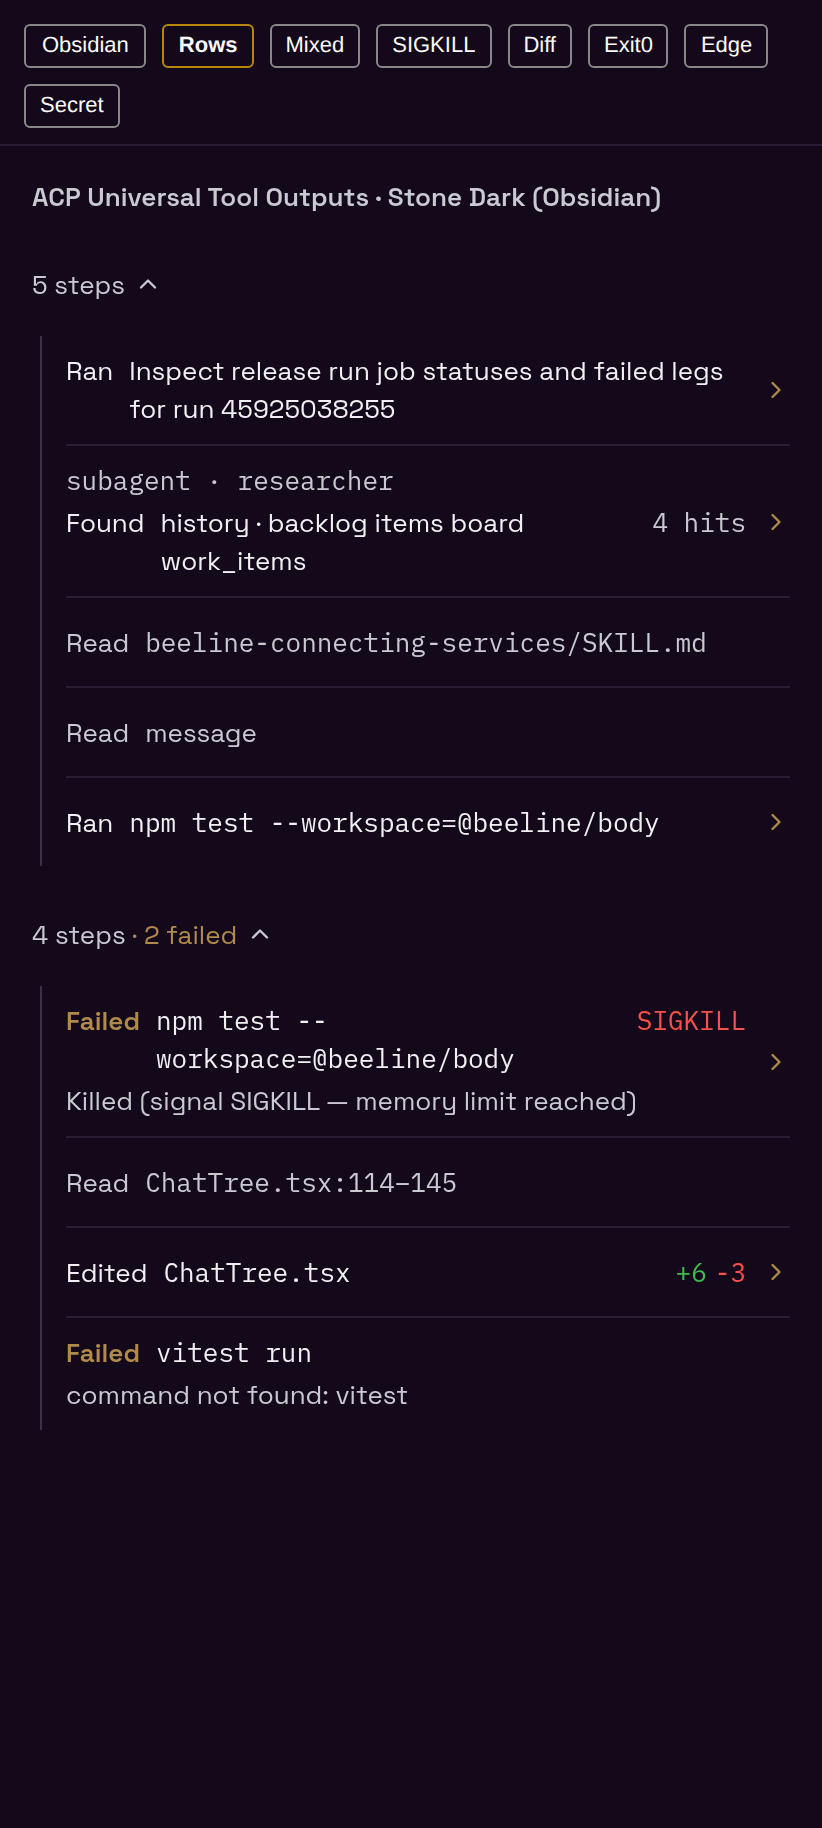 Obsidian Rows Mixed SIGKILL Diff Exit0 Edge
Secret
ACP Universal Tool Outputs · Stone Dark (Obsidian)
5 steps
Ran Inspect release run job statuses and failed legs
for run 45925038255
subagent · researcher
Found history · backlog items board 4 hits
work_items
Read beeline-connecting-services/SKILL.md
Read message
Ran npm test --workspace=@beeline/body
4 steps · 2 failed
Failed npm test -- SIGKILL
workspace=@beeline/body
Killed (signal SIGKILL — memory limit reached)
Read ChatTree.tsx:114–145
Edited ChatTree.tsx +6 -3
Failed vitest run
command not found: vitest